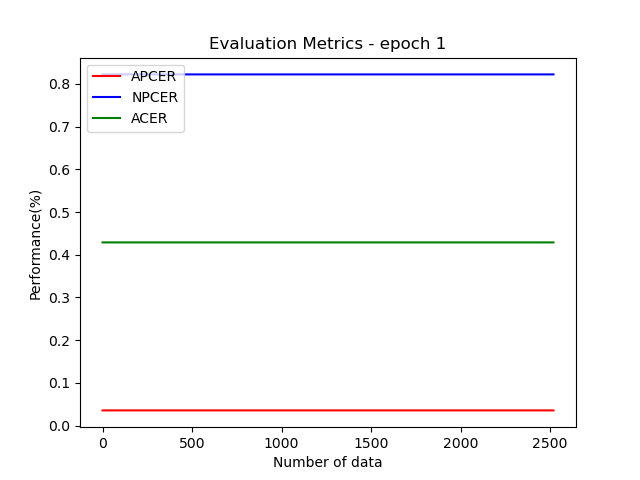 Evaluation Metrics - epoch 1
APCER
NPCER
ACER
Performance(%)
0.8
0.7
0.6
0.5
0.4
0.3
0.2
0.1
0.0
0 500 1000 1500 2000 2500
Number of data